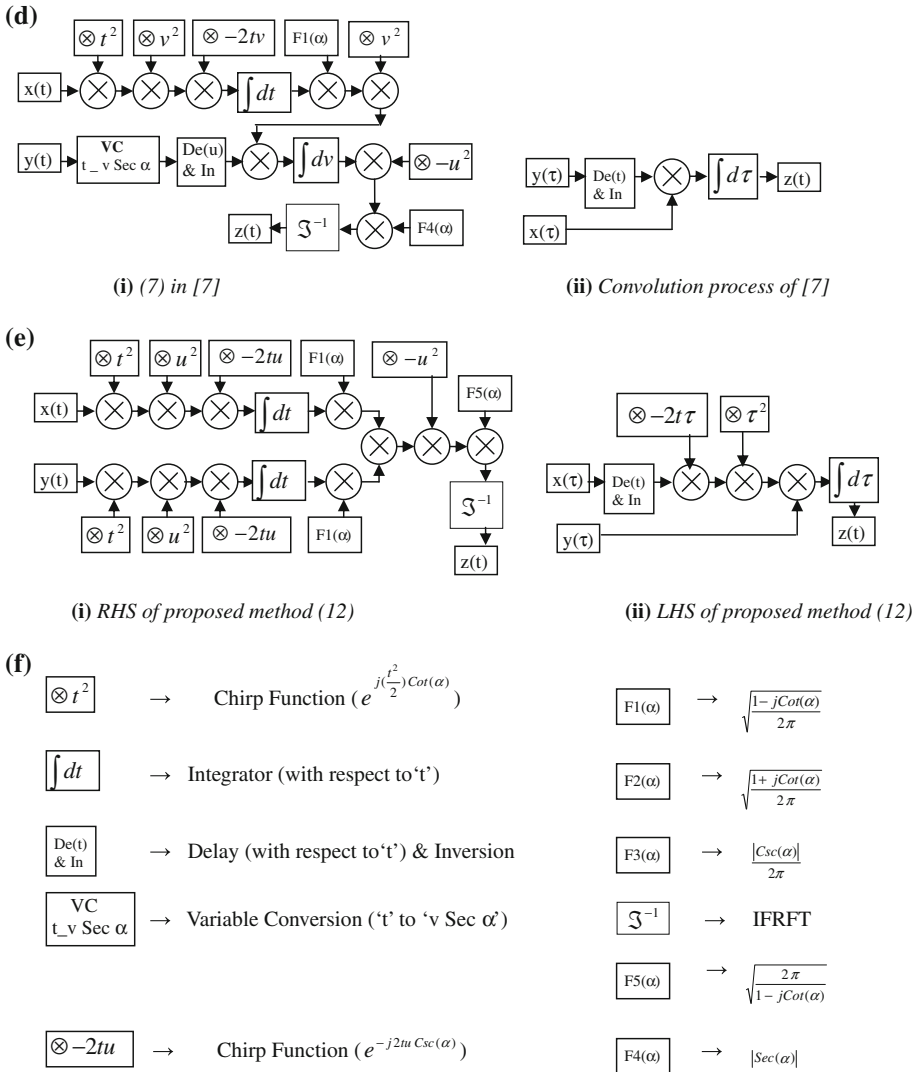 (d)
⊗ t² ⊗ v² ⊗ −2tv F1(α) ⊗ v²
x(t) ∫dt
y(t) VC t_ v Sec α De(u) & In ∫dv ⊗ −u²
z(t) ℑ⁻¹ F4(α)
y(τ) De(t) & In ∫dτ z(t)
x(τ)
(i) (7) in [7]
(ii) Convolution process of [7]
(e)
⊗ t² ⊗ u² ⊗ −2tu F1(α) ⊗ −u²
F5(α)
x(t) ∫dt
y(t) ∫dt
⊗ t² ⊗ u² ⊗ −2tu F1(α)
ℑ⁻¹
z(t)
⊗ −2tτ ⊗ τ²
x(τ) De(t) & In ∫dτ
y(τ) z(t)
(i) RHS of proposed method (12)
(ii) LHS of proposed method (12)
(f)
⊗ t² → Chirp Function ( e^{j(t²/2)Cot(α)} ) F1(α) → √((1− jCot(α))/2π)
∫dt → Integrator (with respect to‘t’) F2(α) → √((1+ jCot(α))/2π)
De(t) & In → Delay (with respect to‘t’) & Inversion F3(α) → |Csc(α)|/2π
VC t_v Sec α → Variable Conversion (‘t’ to ‘v Sec α’) ℑ⁻¹ → IFRFT
F5(α) → √(2π/(1− jCot(α)))
⊗ −2tu → Chirp Function ( e^{−j2tu Csc(α)} ) F4(α) → |Sec(α)|